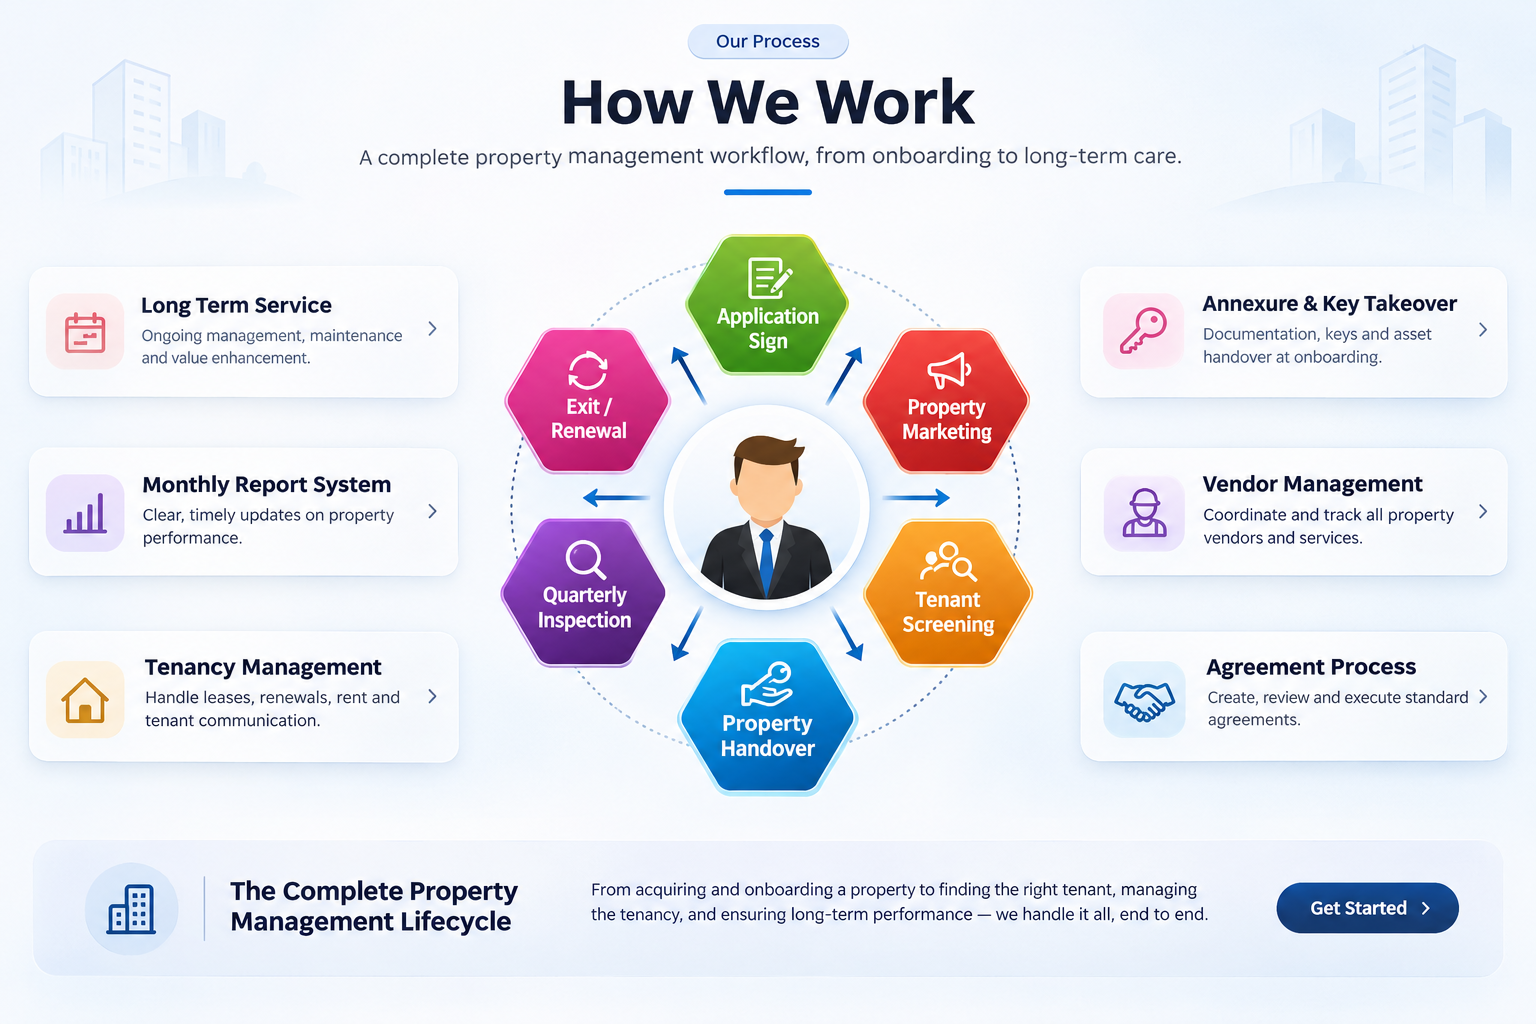 Our Process
How We Work
A complete property management workflow, from onboarding to long-term care.
Long Term Service
Ongoing management, maintenance
and value enhancement.
Monthly Report System
Clear, timely updates on property
performance.
Tenancy Management
Handle leases, renewals, rent and
tenant communication.
Application
Sign
Property
Marketing
Tenant
Screening
Property
Handover
Quarterly
Inspection
Exit /
Renewal
Annexure & Key Takeover
Documentation, keys and asset
handover at onboarding.
Vendor Management
Coordinate and track all property
vendors and services.
Agreement Process
Create, review and execute standard
agreements.
The Complete Property
Management Lifecycle
From acquiring and onboarding a property to finding the right tenant, managing
the tenancy, and ensuring long-term performance — we handle it all, end to end.
Get Started